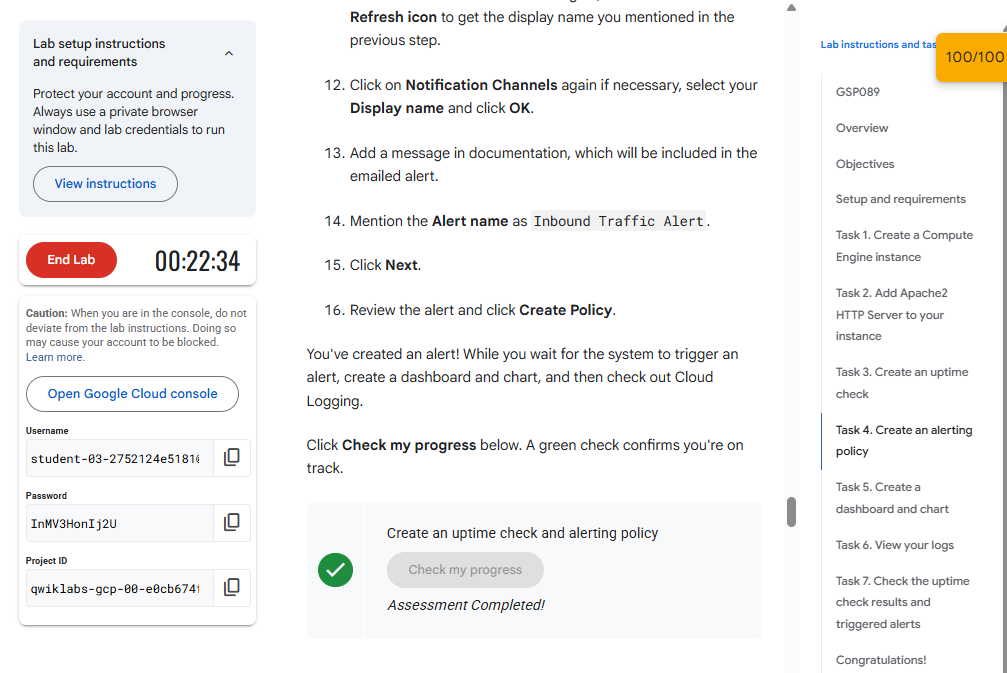 Lab setup instructions
and requirements
Protect your account and progress.
Always use a private browser
window and lab credentials to run
this lab.
View instructions
End Lab
00:22:34
Caution: When you are in the console, do not
deviate from the lab instructions. Doing so
may cause your account to be blocked.
Learn more.
Open Google Cloud console
Username
student-03-2752124e5181
Password
InMV3HonIj2U
Project ID
qwiklabs-gcp-00-e0cb674
Refresh icon to get the display name you mentioned in the
previous step.
12. Click on Notification Channels again if necessary, select your
Display name and click OK.
13. Add a message in documentation, which will be included in the
emailed alert.
14. Mention the Alert name as Inbound Traffic Alert.
15. Click Next.
16. Review the alert and click Create Policy.
You've created an alert! While you wait for the system to trigger an
alert, create a dashboard and chart, and then check out Cloud
Logging.
Click Check my progress below. A green check confirms you're on
track.
Create an uptime check and alerting policy
Check my progress
Assessment Completed!
Lab instructions and tas
100/100
GSP089
Overview
Objectives
Setup and requirements
Task 1. Create a Compute
Engine instance
Task 2. Add Apache2
HTTP Server to your
instance
Task 3. Create an uptime
check
Task 4. Create an alerting
policy
Task 5. Create a
dashboard and chart
Task 6. View your logs
Task 7. Check the uptime
check results and
triggered alerts
Congratulations!